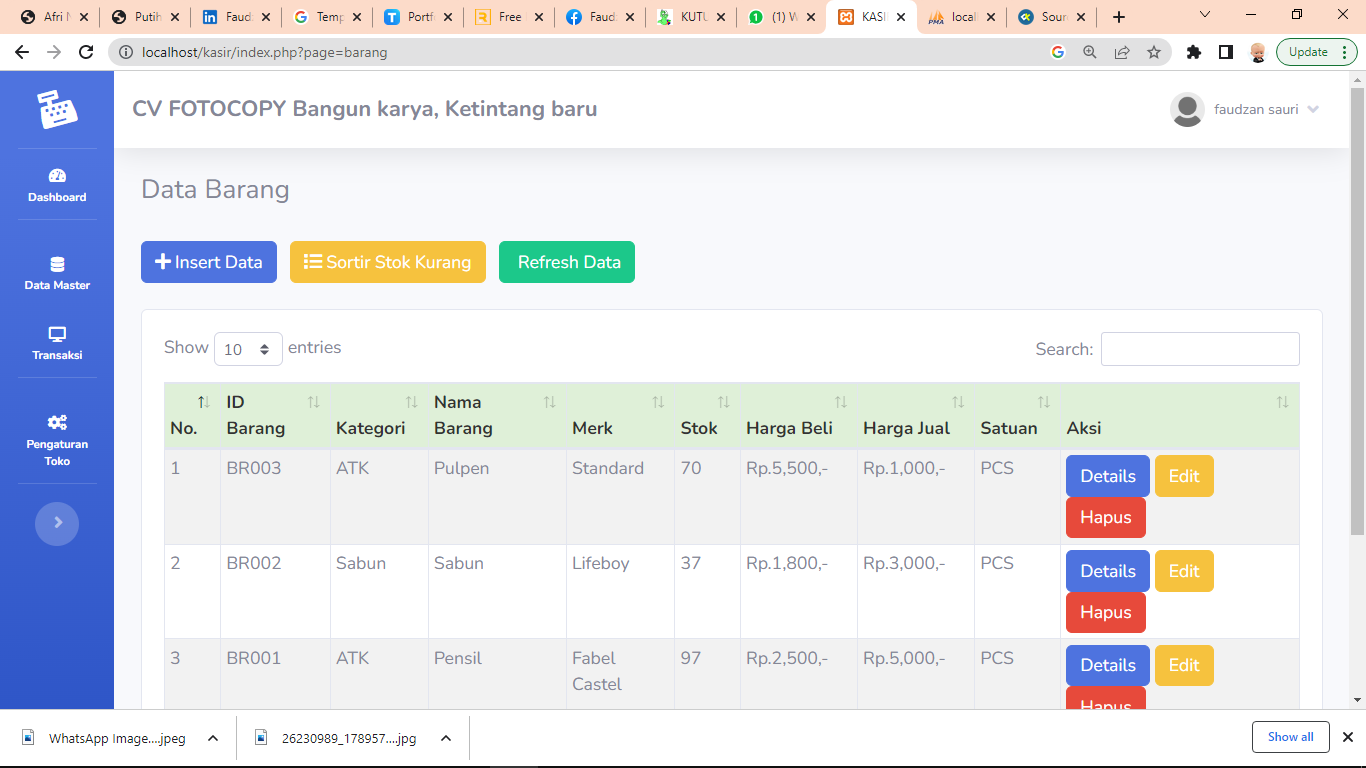 Afri N
Putih
Faud
Temp
Portf
Free
Fauds
KUTU
(1) W
KASI
local
Sour
localhost/kasir/index.php?page=barang
Update
CV FOTOCOPY Bangun karya, Ketintang baru
faudzan sauri
Dashboard
Data Master
Transaksi
Pengaturan
Toko
Data Barang
Insert Data
Sortir Stok Kurang
Refresh Data
Show 10 entries
Search:
No. ID Barang Kategori Nama Barang Merk Stok Harga Beli Harga Jual Satuan Aksi
1 BR003 ATK Pulpen Standard 70 Rp.5,500,- Rp.1,000,- PCS Details Edit
Hapus
2 BR002 Sabun Sabun Lifeboy 37 Rp.1,800,- Rp.3,000,- PCS Details Edit
Hapus
3 BR001 ATK Pensil Fabel Castel 97 Rp.2,500,- Rp.5,000,- PCS Details Edit
Hapus
WhatsApp Image....jpeg
26230989_178957....jpg
Show all